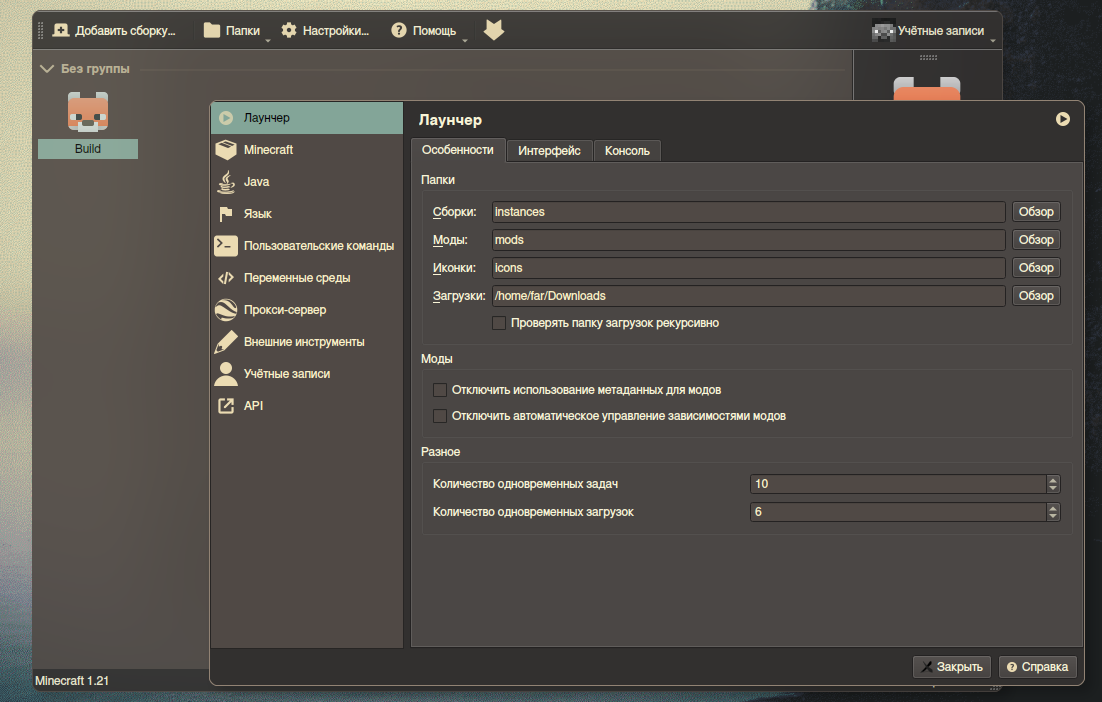 Добавить сборку...
Папки
Настройки...
Помощь
Учётные записи
Без группы
Build
Лаунчер
Minecraft
Java
Язык
Пользовательские команды
Переменные среды
Прокси-сервер
Внешние инструменты
Учётные записи
API
Лаунчер
Особенности
Интерфейс
Консоль
Папки
Сборки: instances Обзор
Моды: mods Обзор
Иконки: icons Обзор
Загрузки: /home/far/Downloads Обзор
Проверять папку загрузок рекурсивно
Моды
Отключить использование метаданных для модов
Отключить автоматическое управление зависимостями модов
Разное
Количество одновременных задач 10
Количество одновременных загрузок 6
Закрыть
Справка
Minecraft 1.21